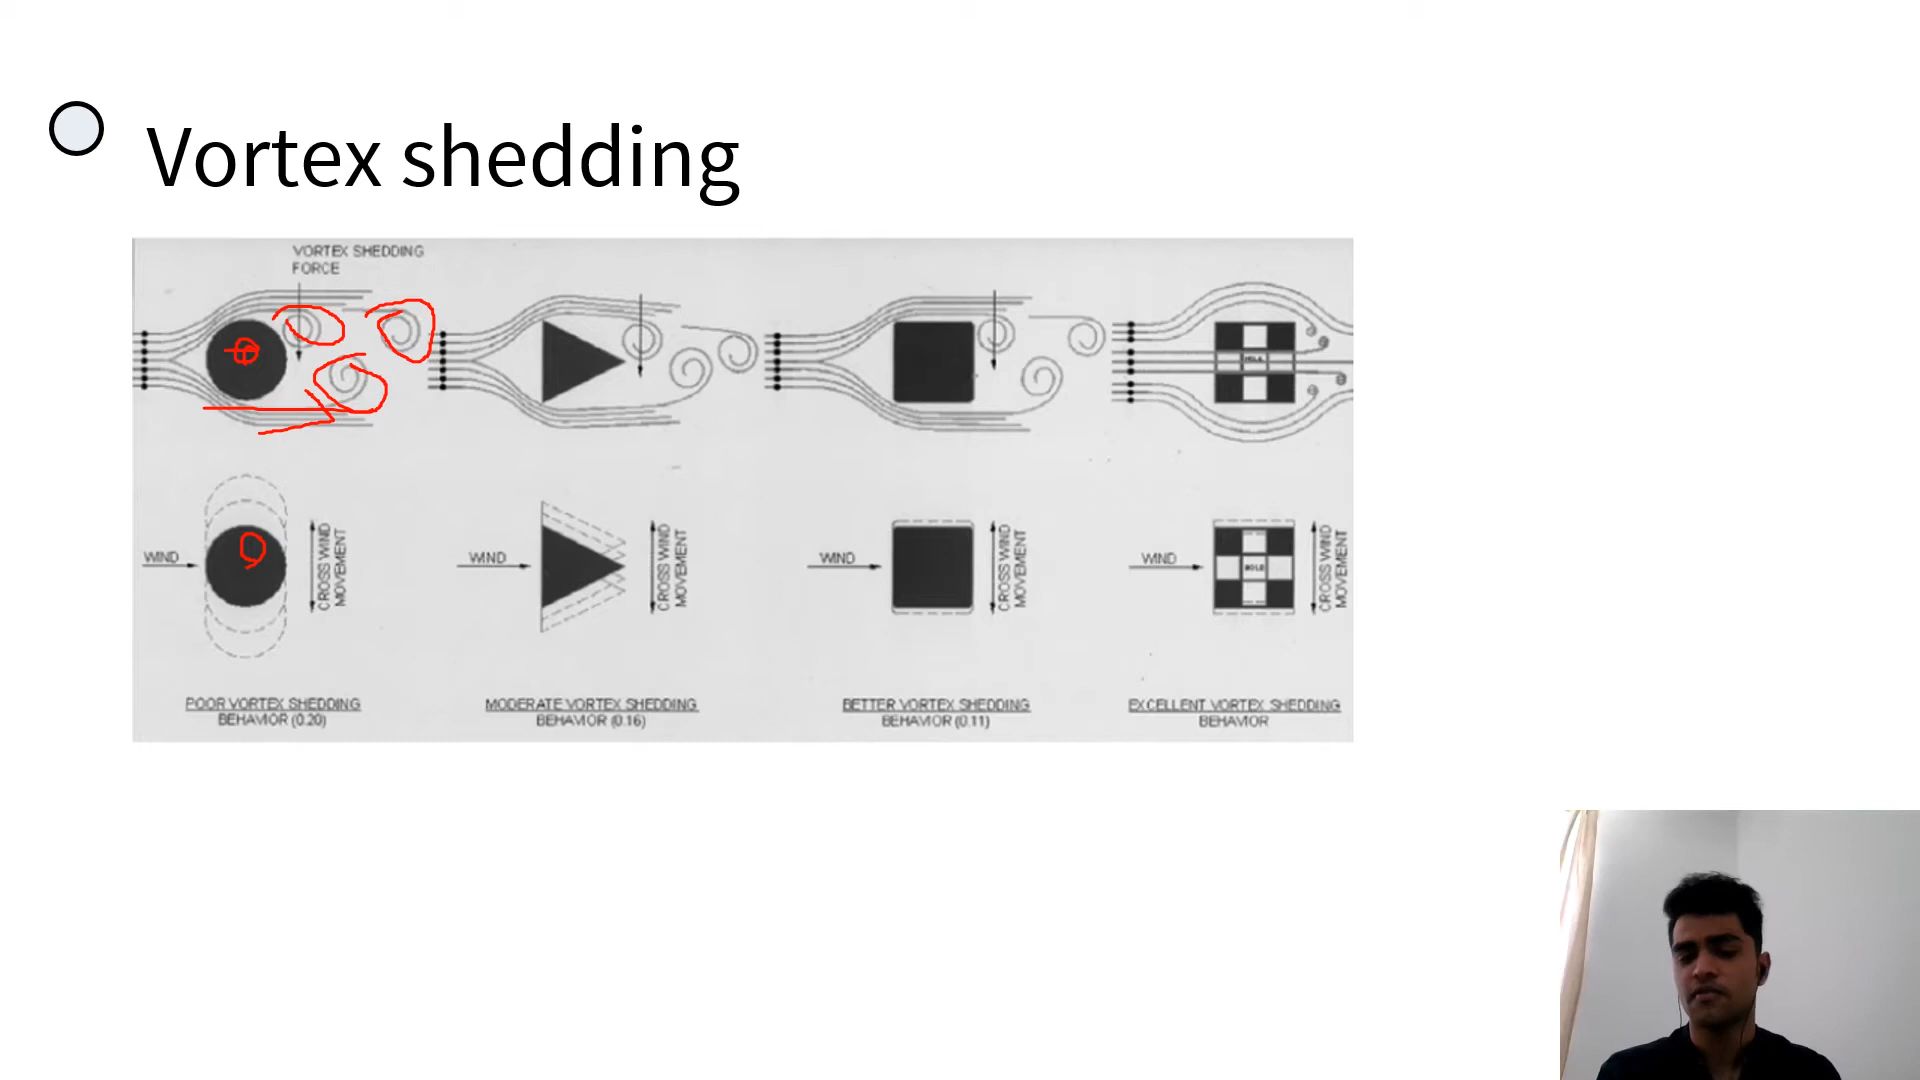 Vortex shedding
VORTEX SHEDDING
FORCE
HOLE
WIND
CROSS WIND
MOVEMENT
WIND
CROSS WIND
MOVEMENT
WIND
CROSS WIND
MOVEMENT
WIND
HOLE
CROSS WIND
MOVEMENT
POOR VORTEX SHEDDING
BEHAVIOR (0.20)
MODERATE VORTEX SHEDDING
BEHAVIOR (0.16)
BETTER VORTEX SHEDDING
BEHAVIOR (0.11)
EXCELLENT VORTEX SHEDDING
BEHAVIOR